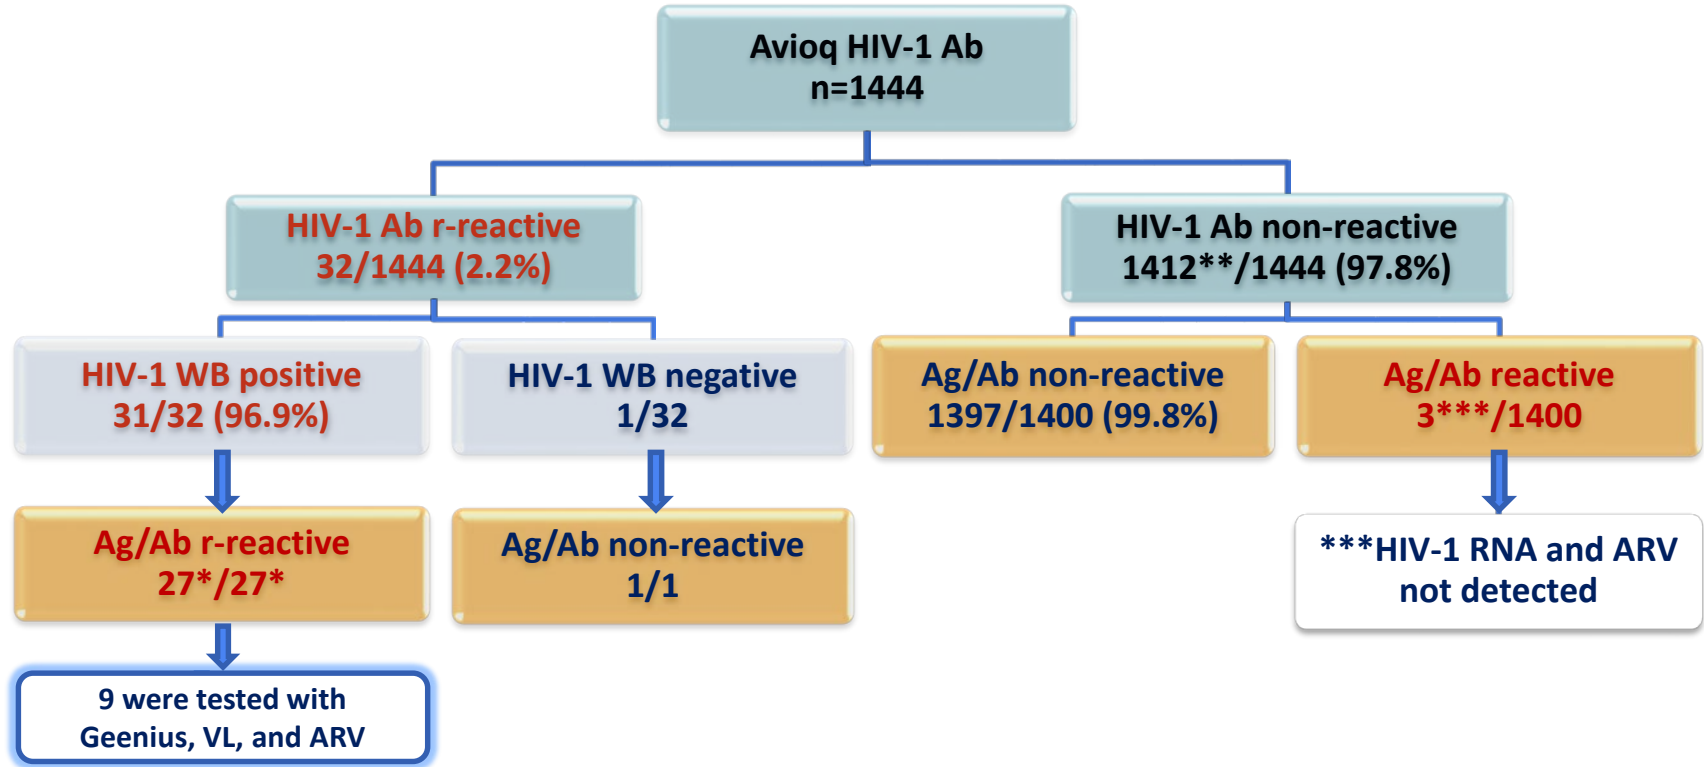 Avioq HIV-1 Ab
n=1444
HIV-1 Ab r-reactive
32/1444 (2.2%)
HIV-1 Ab non-reactive
1412**/1444 (97.8%)
HIV-1 WB positive
31/32 (96.9%)
HIV-1 WB negative
1/32
Ag/Ab non-reactive
1397/1400 (99.8%)
Ag/Ab reactive
3***/1400
Ag/Ab r-reactive
27*/27*
Ag/Ab non-reactive
1/1
***HIV-1 RNA and ARV
not detected
9 were tested with
Geenius, VL, and ARV